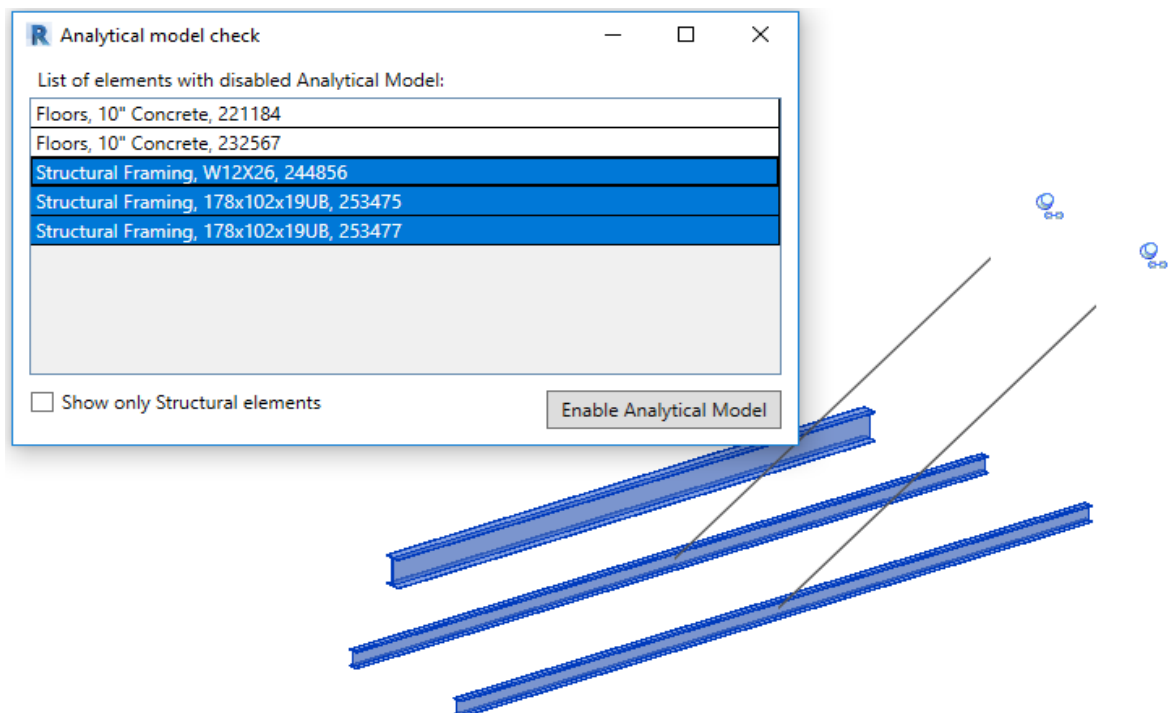 Analytical model check
List of elements with disabled Analytical Model:
Floors, 10" Concrete, 221184
Floors, 10" Concrete, 232567
Structural Framing, W12X26, 244856
Structural Framing, 178x102x19UB, 253475
Structural Framing, 178x102x19UB, 253477
Show only Structural elements
Enable Analytical Model